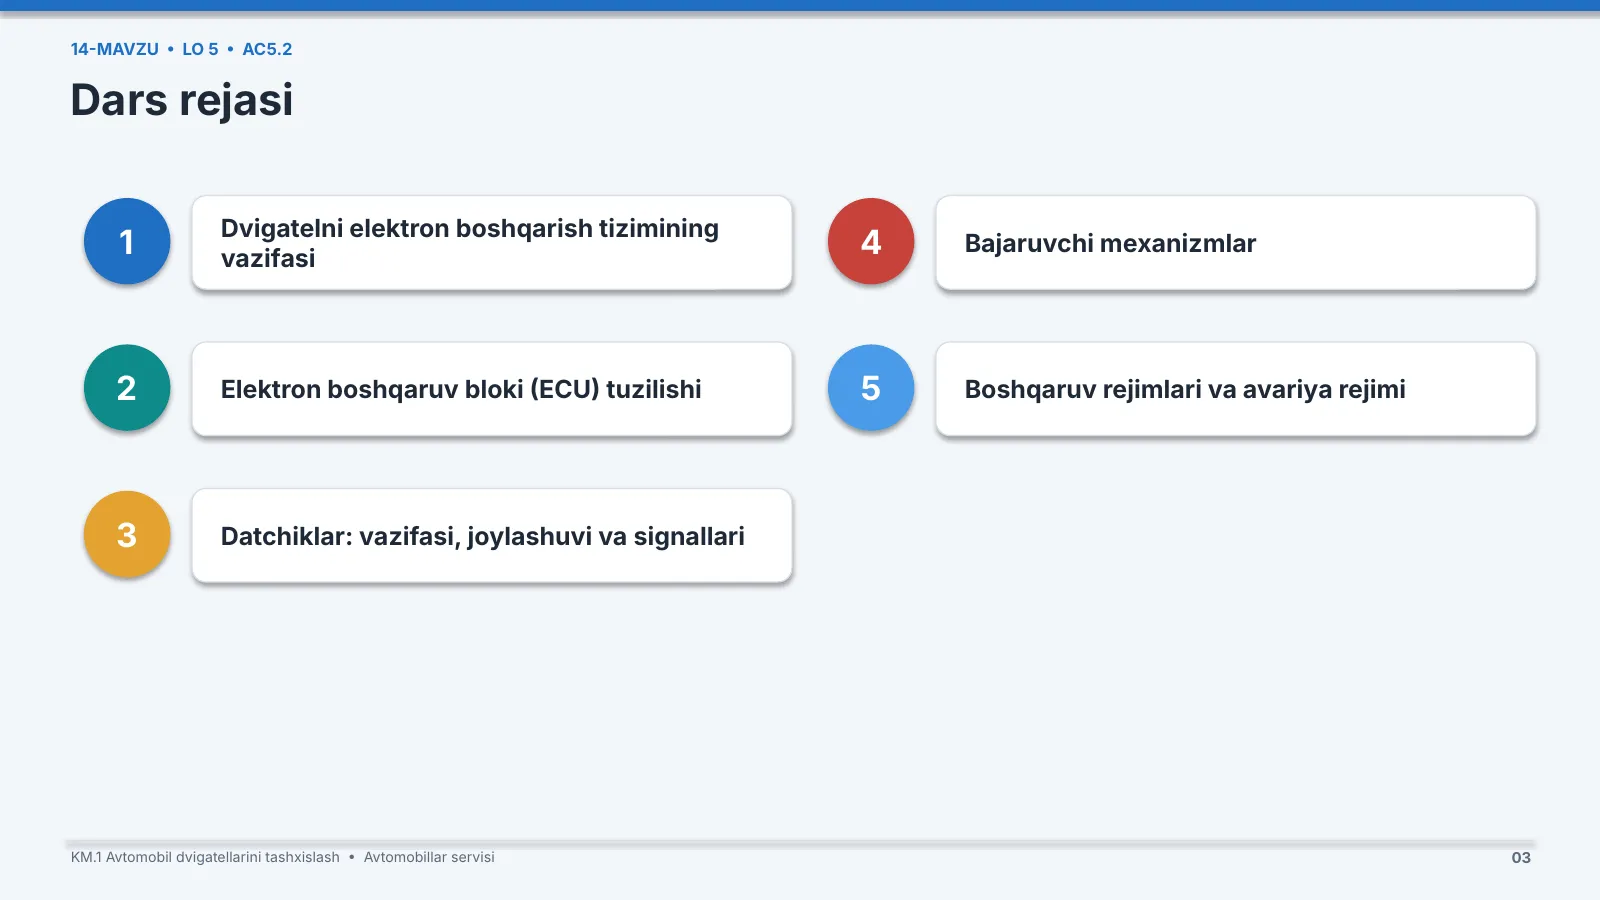 14-MAVZU • LO 5 • AC5.2
Dars rejasi
1
Dvigatelni elektron boshqarish tizimining
vazifasi
2
Elektron boshqaruv bloki (ECU) tuzilishi
3
Datchiklar: vazifasi, joylashuvi va signallari
4
Bajaruvchi mexanizmlar
5
Boshqaruv rejimlari va avariya rejimi
KM.1 Avtomobil dvigatellarini tashxislash • Avtomobillar servisi
03